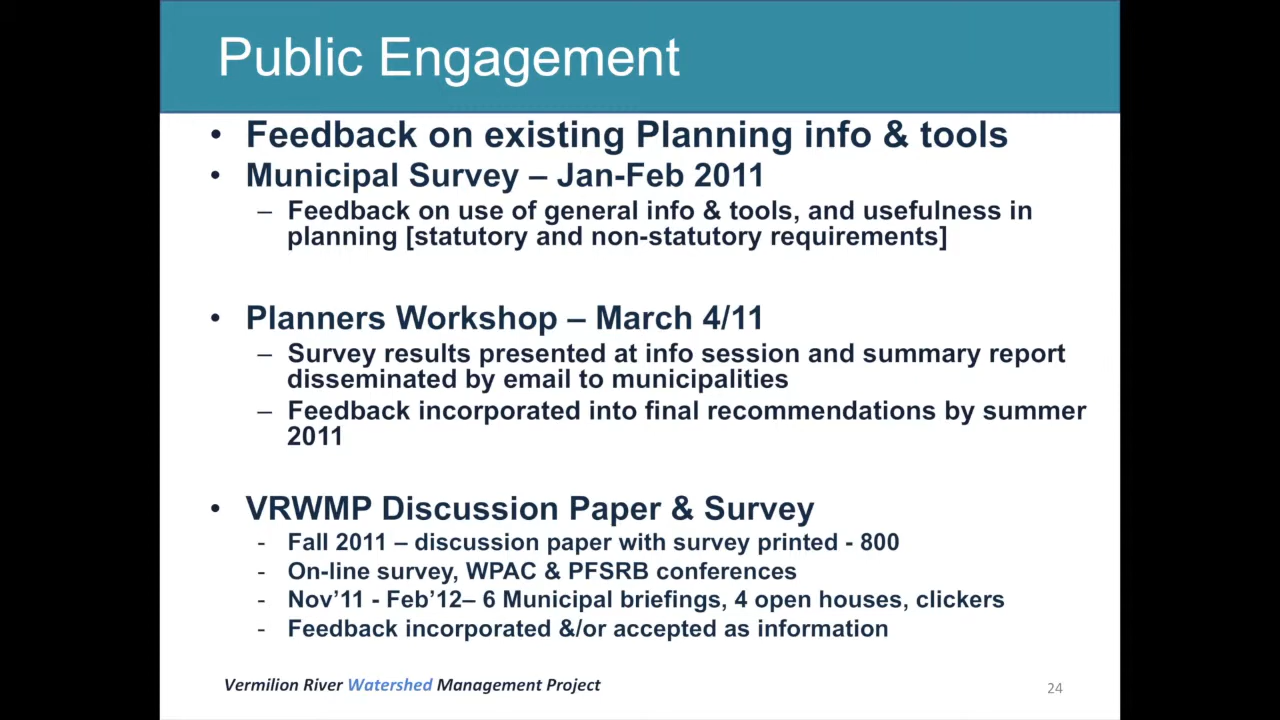 Public Engagement
• Feedback on existing Planning info & tools
• Municipal Survey – Jan-Feb 2011
– Feedback on use of general info & tools, and usefulness in
planning [statutory and non-statutory requirements]
• Planners Workshop – March 4/11
– Survey results presented at info session and summary report
disseminated by email to municipalities
– Feedback incorporated into final recommendations by summer
2011
• VRWMP Discussion Paper & Survey
- Fall 2011 – discussion paper with survey printed - 800
- On-line survey, WPAC & PFSRB conferences
- Nov’11 - Feb’12– 6 Municipal briefings, 4 open houses, clickers
- Feedback incorporated &/or accepted as information
Vermilion River Watershed Management Project
24